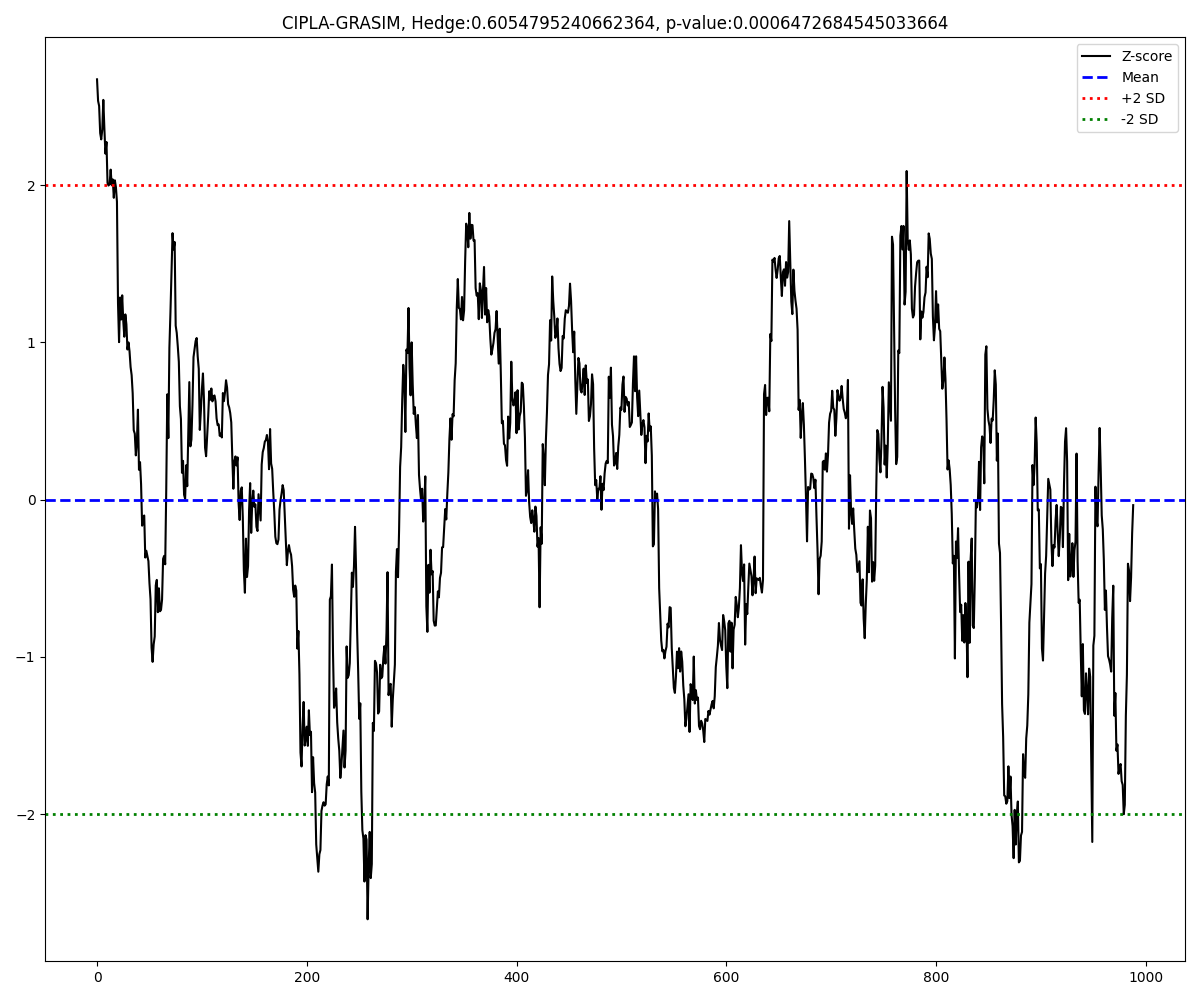 CIPLA-GRASIM, Hedge:0.6054795240662364, p-value:0.0006472684545033664
Z-score
Mean
+2 SD
-2 SD
2
1
0
−1
−2
0 200 400 600 800 1000